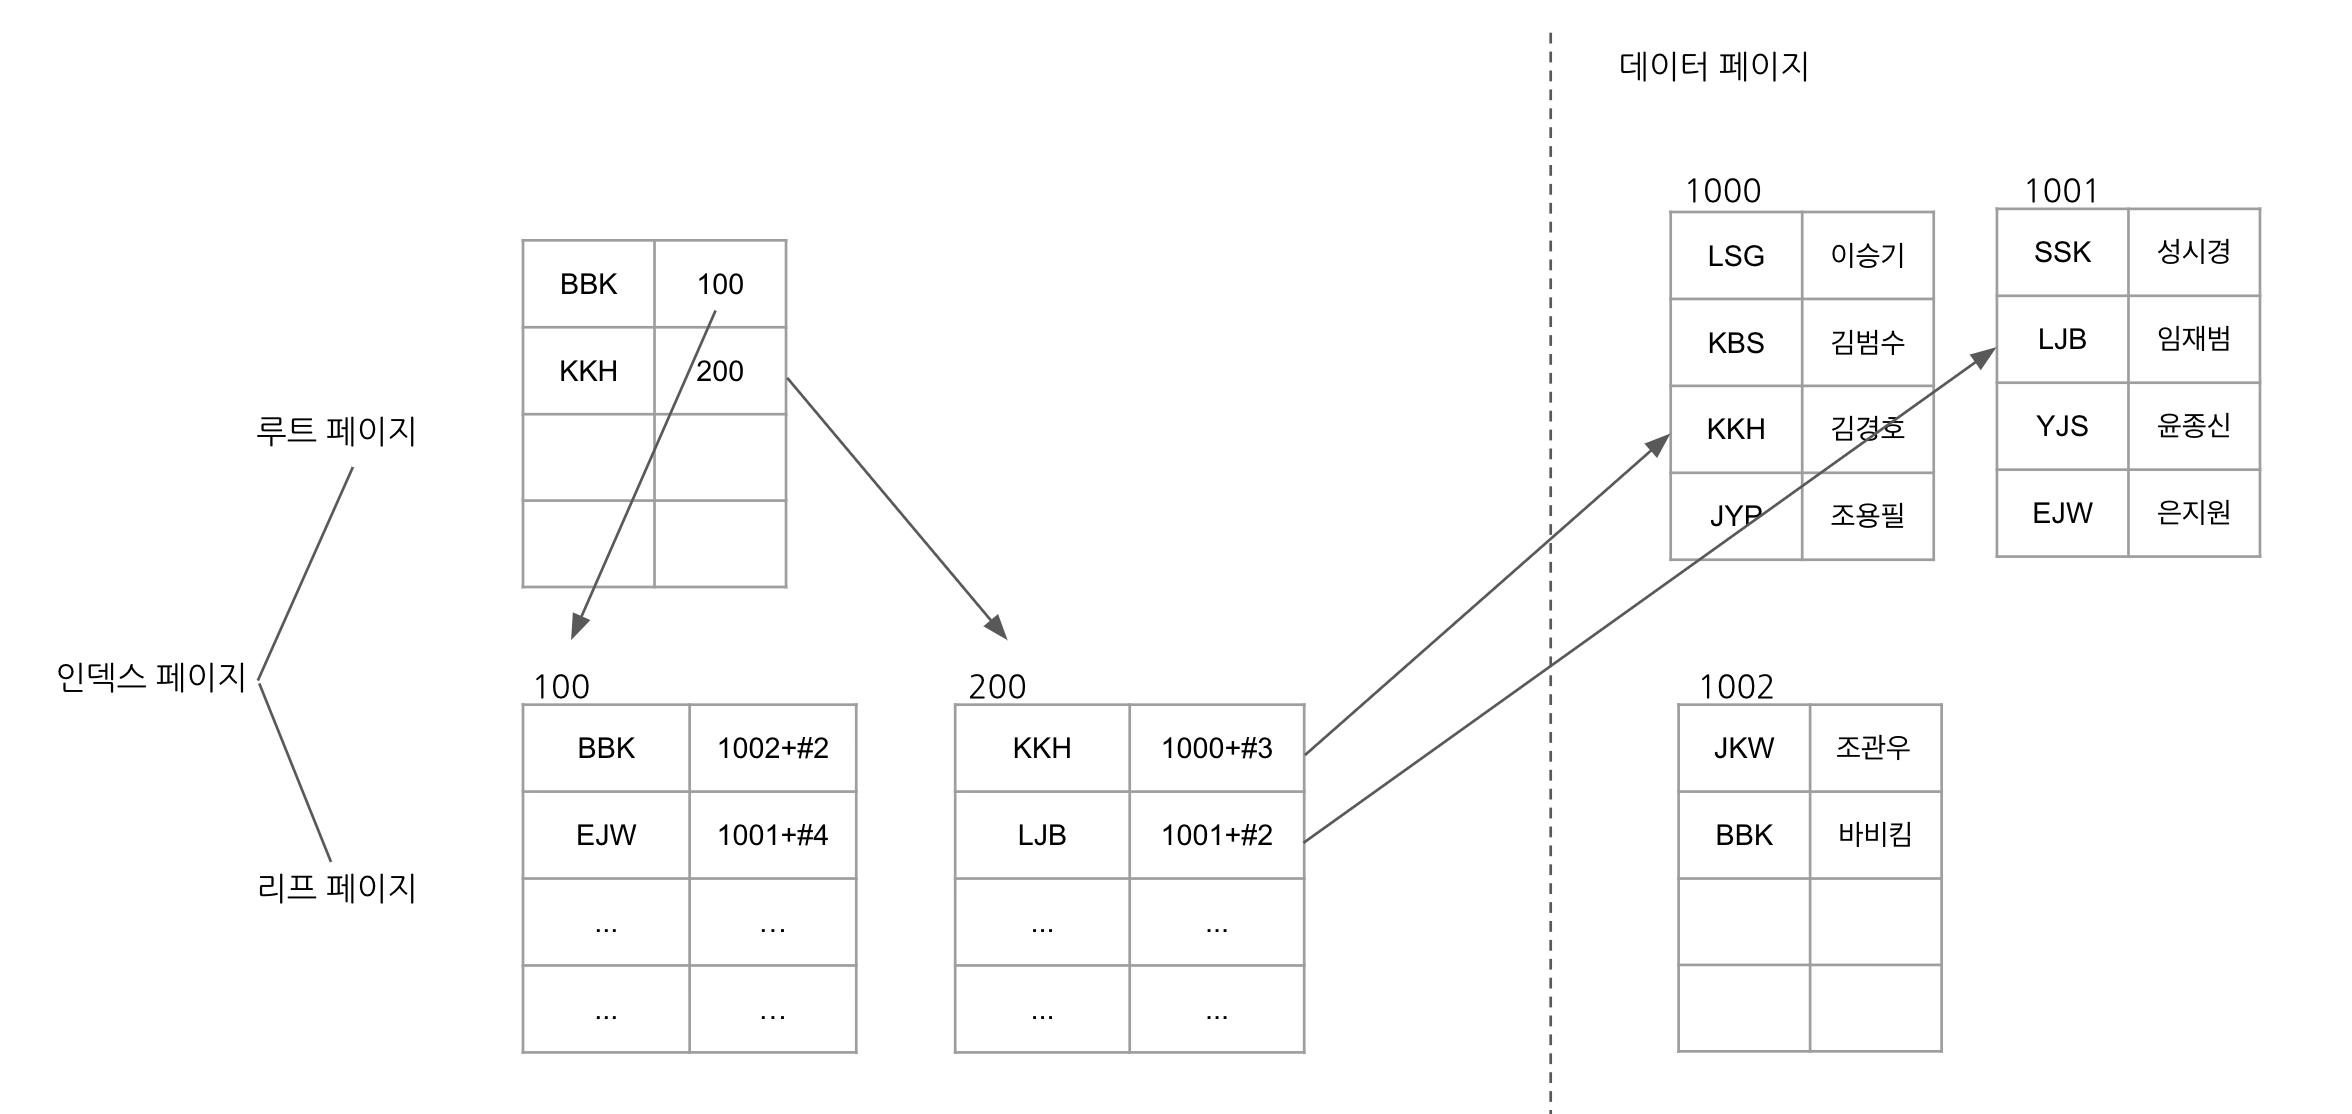 데이터 페이지
루트 페이지
인덱스 페이지
리프 페이지
BBK 100
KKH 200
100
BBK 1002+#2
EJW 1001+#4
... ...
... ...
200
KKH 1000+#3
LJB 1001+#2
... ...
... ...
1000
LSG 이승기
KBS 김범수
KKH 김경호
JYP 조용필
1001
SSK 성시경
LJB 임재범
YJS 윤종신
EJW 은지원
1002
JKW 조관우
BBK 바비킴